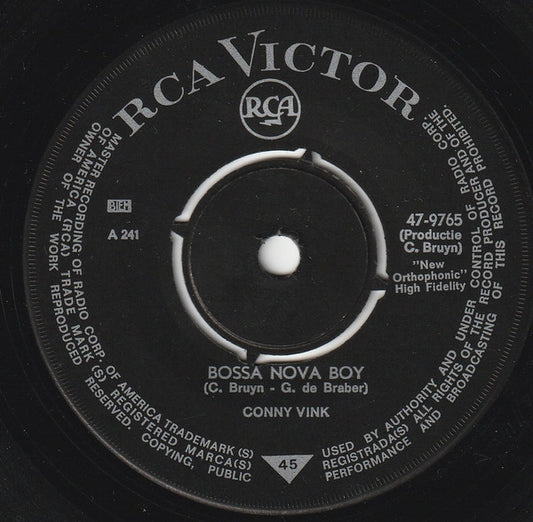 RCA VICTOR
RCA
BIEM
A 241
47-9765
(Productie
C. Bruyn)
"New
Orthophonic"
High Fidelity
BOSSA NOVA BOY
(C. Bruyn - G. de Braber)
CONNY VINK
45
MASTER RECORDING OF RADIO CORP. OF AMERICA TRADEMARK (S)
OF AMERICA (RCA) TRADE MARK (S) REGISTERED MARCA(S)
OWNER OF THE WORK REPRODUCED RESERVED COPYING, PUBLIC
USED BY AUTHORITY AND UNDER CONTROL OF RADIO CORP.
REGISTRADA(S) ALL RIGHTS OF THE RECORD PRODUCER AND OF THE
PERFORMANCE AND BROADCASTING OF THIS RECORD PROHIBITED.